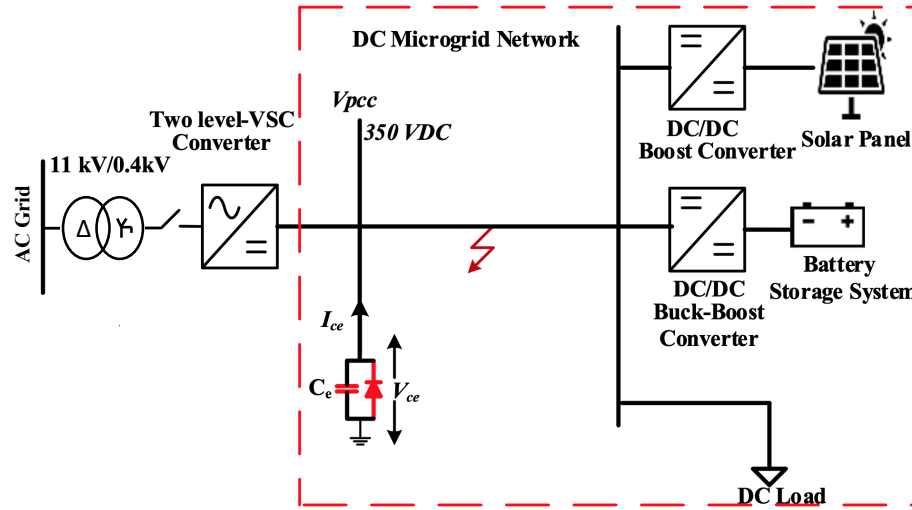 DC Microgrid Network
Vpcc
350 VDC
Two level-VSC
Converter
11 kV/0.4kV
AC Grid
Δ
DC/DC
Boost Converter
Solar Panel
DC/DC
Buck-Boost
Converter
Battery
Storage System
Ice
Ce
Vce
DC Load